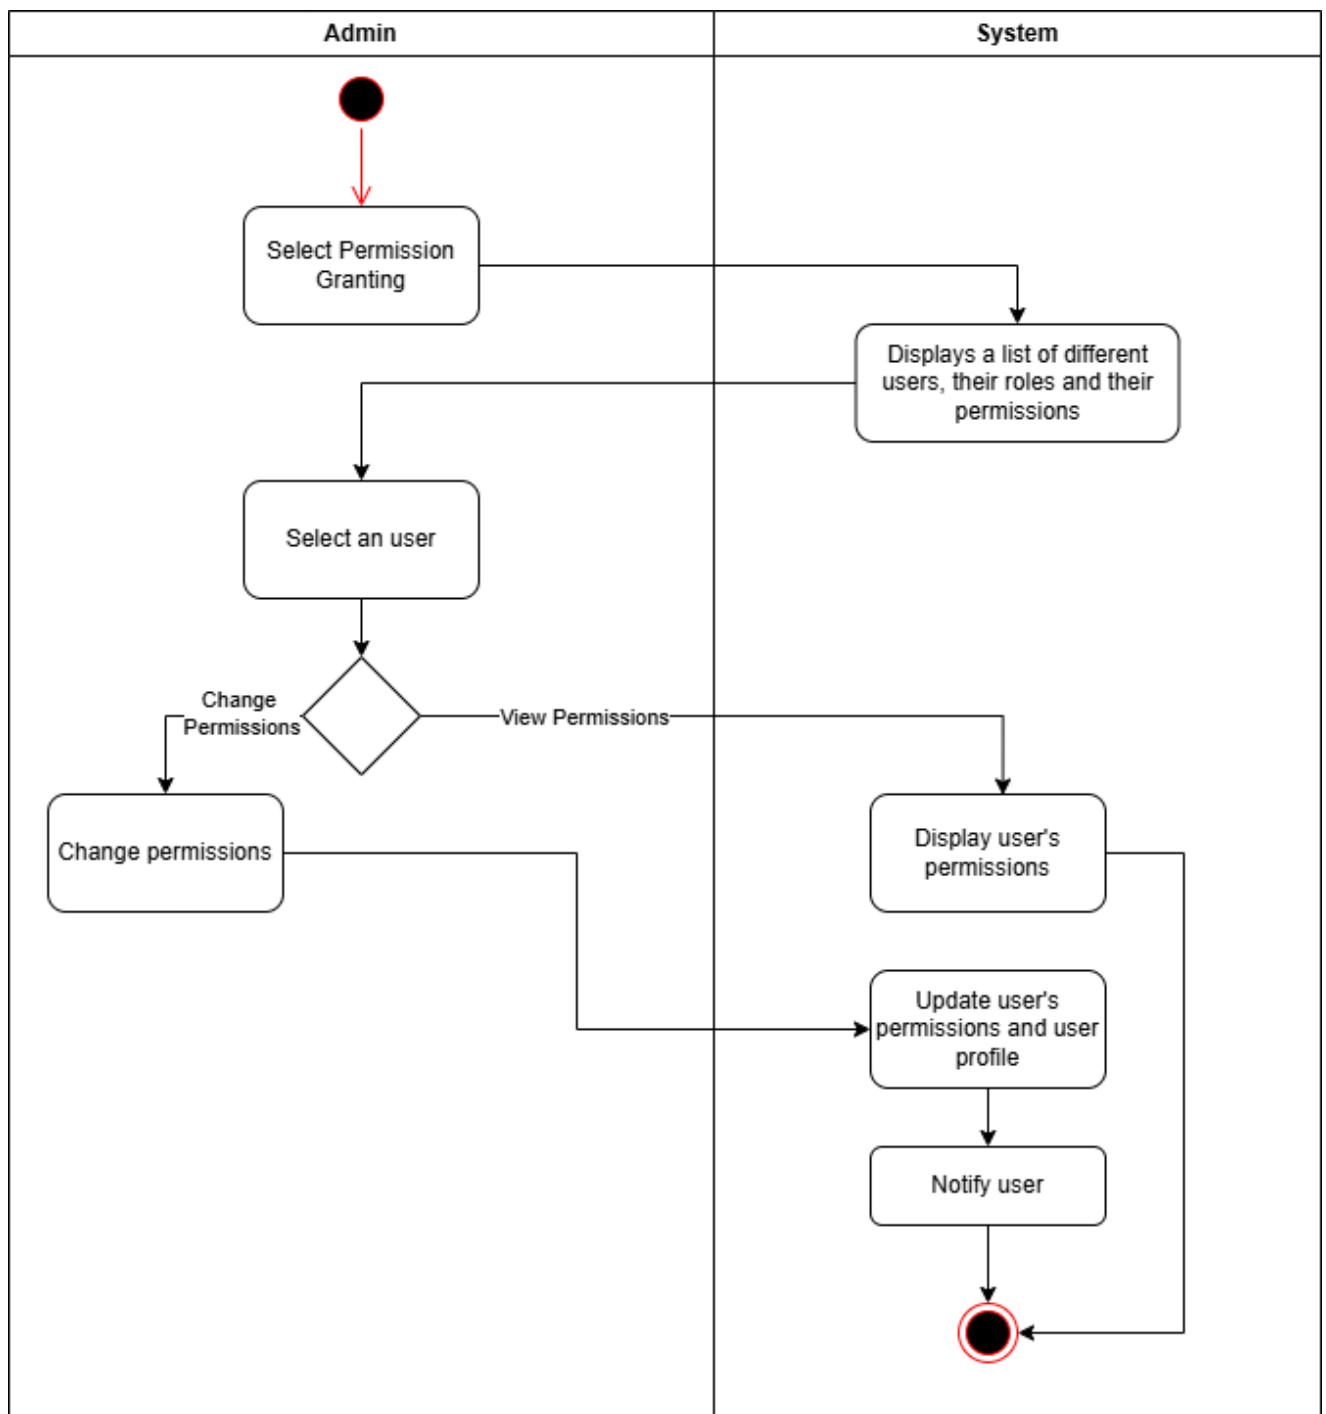 Admin
System
Select Permission
Granting
Displays a list of different
users, their roles and their
permissions
Select an user
Change
Permissions
View Permissions
Change permissions
Display user's
permissions
Update user's
permissions and user
profile
Notify user